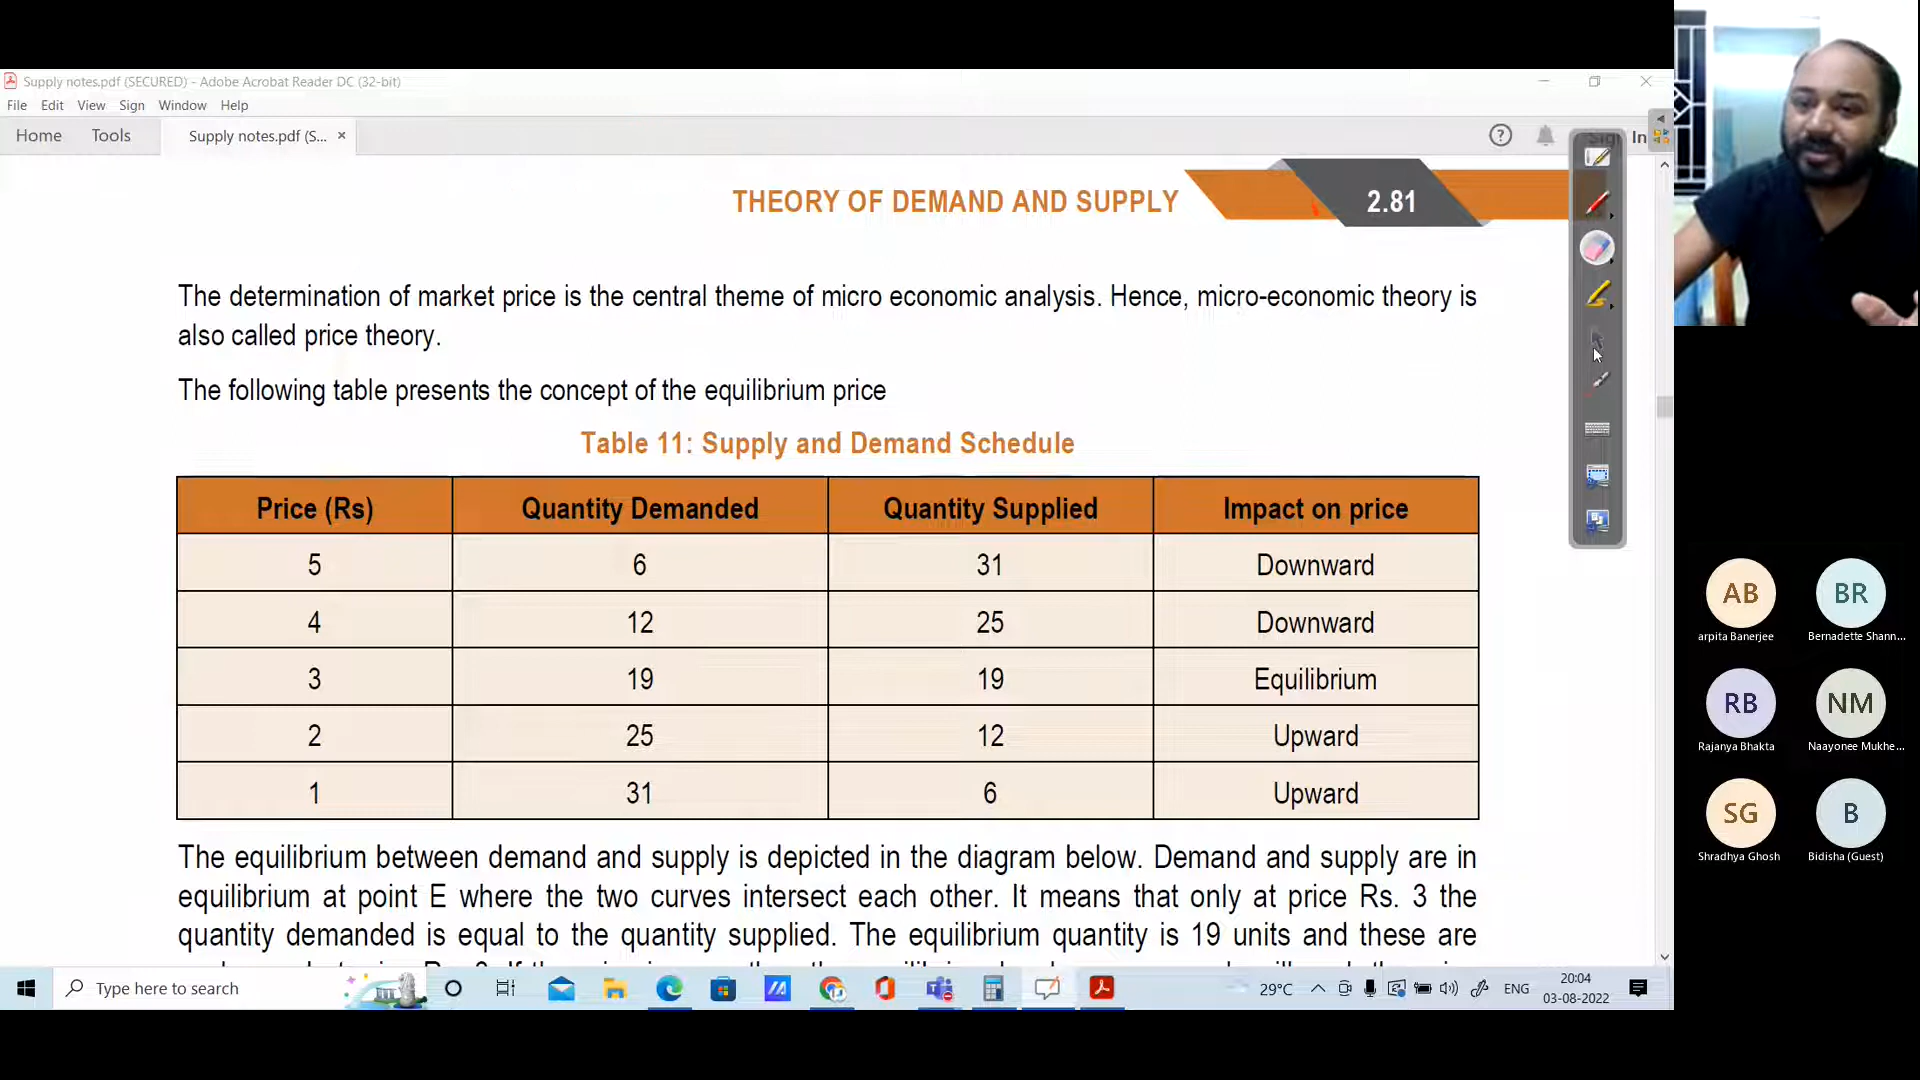 Supply notes.pdf (SECURED) - Adobe Acrobat Reader DC (32-bit)
File Edit View Sign Window Help
Home Tools Supply notes.pdf (S... × In
THEORY OF DEMAND AND SUPPLY 2.81
The determination of market price is the central theme of micro economic analysis. Hence, micro-economic theory is
also called price theory.
The following table presents the concept of the equilibrium price
Table 11: Supply and Demand Schedule
Price (Rs) Quantity Demanded Quantity Supplied Impact on price
5 6 31 Downward
4 12 25 Downward
3 19 19 Equilibrium
2 25 12 Upward
1 31 6 Upward
The equilibrium between demand and supply is depicted in the diagram below. Demand and supply are in
equilibrium at point E where the two curves intersect each other. It means that only at price Rs. 3 the
quantity demanded is equal to the quantity supplied. The equilibrium quantity is 19 units and these are
Type here to search
29°C ENG 20:04
03-08-2022
AB BR
arpita Banerjee Bernadette Shann...
RB NM
Rajanya Bhakta Naayonee Mukhe...
SG B
Shradhya Ghosh Bidisha (Guest)